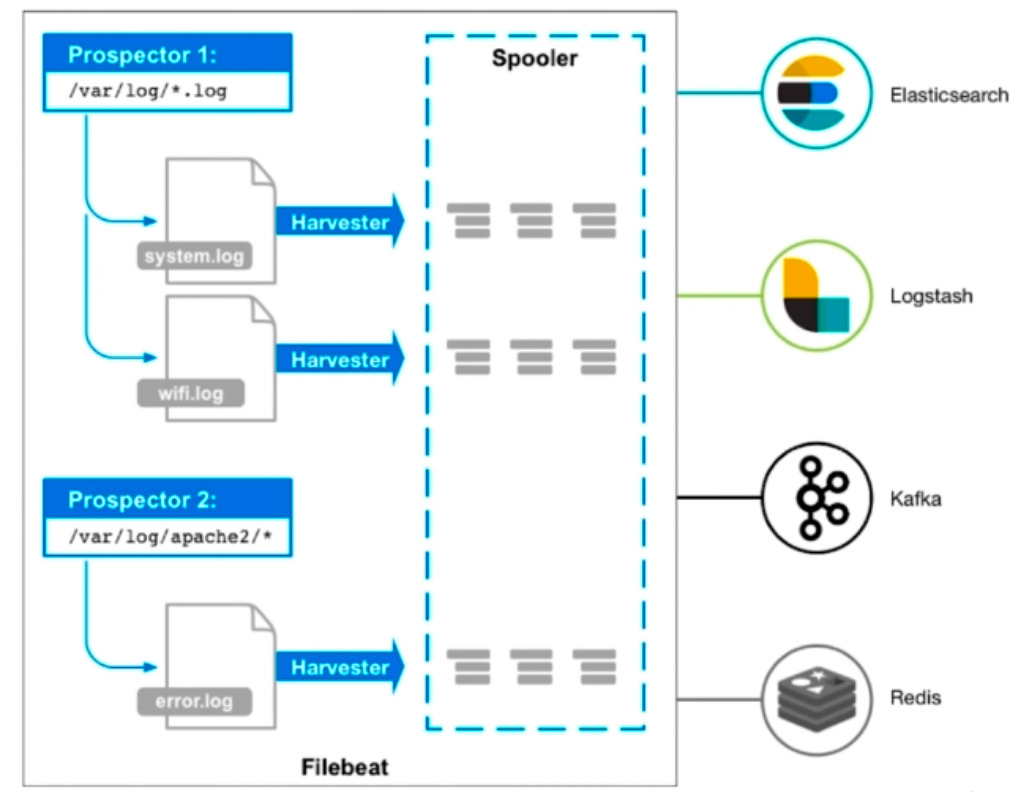 Prospector 1:
/var/log/*.log
system.log
Harvester
wifi.log
Harvester
Prospector 2:
/var/log/apache2/*
error.log
Harvester
Spooler
Filebeat
Elasticsearch
Logstash
Kafka
Redis